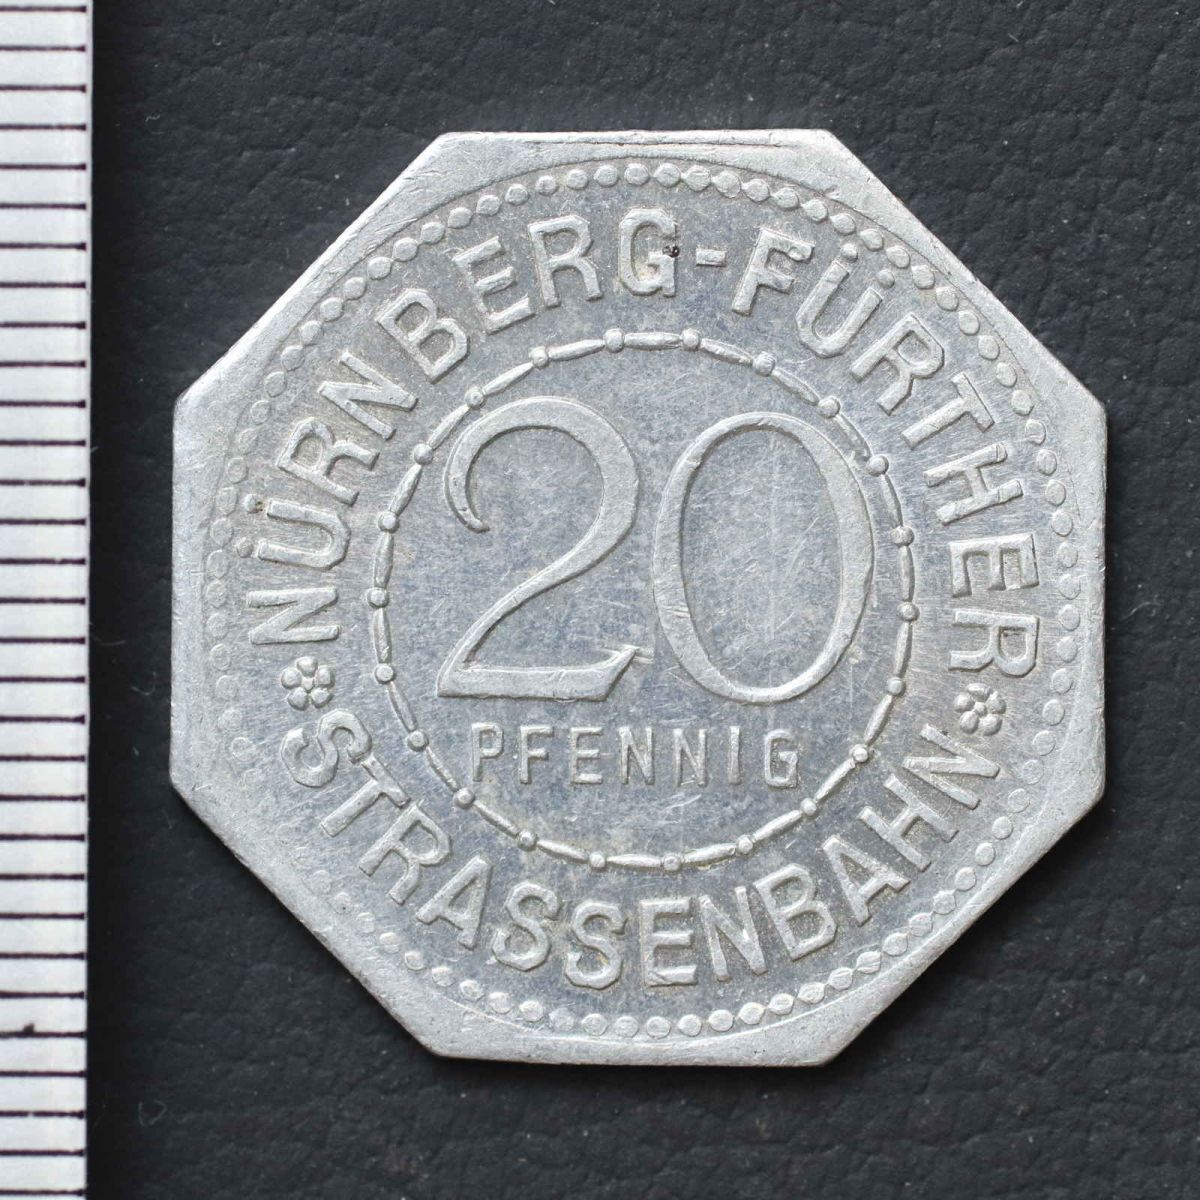 NÜRNBERG-FÜRTHER
20
PFENNIG
STRASSENBAHN